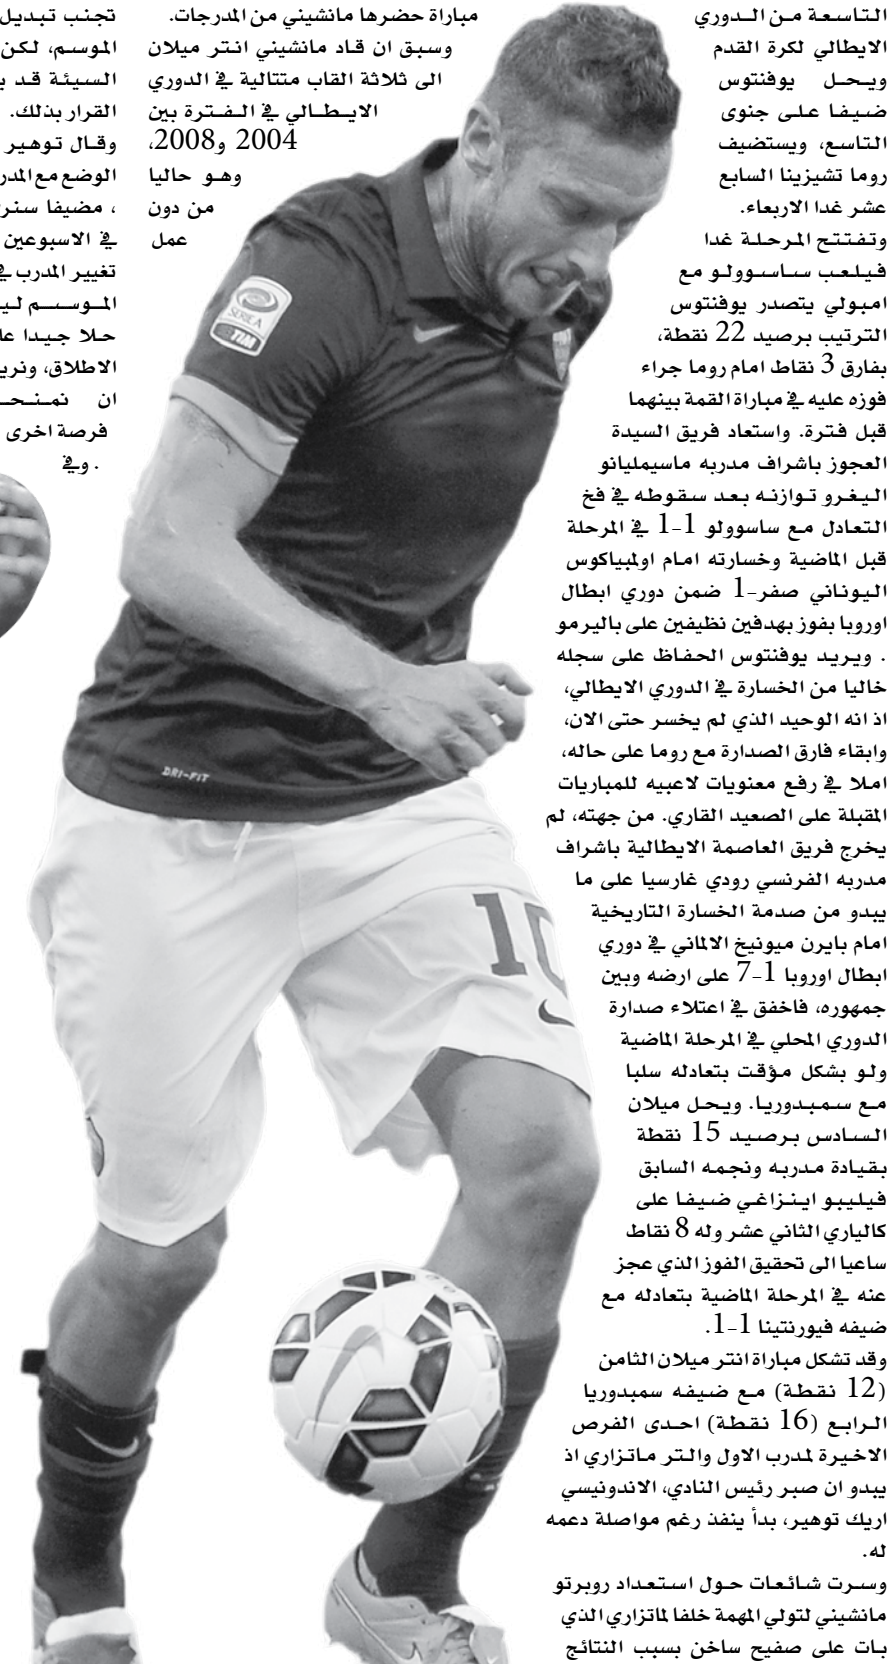 التاسعة من الدوري
الايطالي لكرة القدم
ويحل يوفنتوس
ضيفا على جنوى
التاسع، ويستضيف
روما تشيزينا السابع
عشر غدا الاربعاء.
وتفتتح المرحلة غدا
فيلعب ساسوولو مع
امبولي يتصدر يوفنتوس
الترتيب برصيد 22 نقطة،
بفارق 3 نقاط امام روما جراء
فوزه عليه في مباراة القمة بينهما
قبل فترة. واستعاد فريق السيدة
العجوز باشراف مدربه ماسيمليانو
اليغرو توازنه بعد سقوطه في فخ
التعادل مع ساسوولو 1-1 في المرحلة
قبل الماضية وخسارته امام اولمبياكوس
اليوناني صفر-1 ضمن دوري ابطال
اوروبا بفوز بهدفين نظيفين على باليرمو
. ويريد يوفنتوس الحفاظ على سجله
خاليا من الخسارة في الدوري الايطالي،
اذ انه الوحيد الذي لم يخسر حتى الان،
وابقاء فارق الصدارة مع روما على حاله،
املا في رفع معنويات لاعبيه للمباريات
المقبلة على الصعيد القاري. من جهته، لم
يخرج فريق العاصمة الايطالية باشراف
مدربه الفرنسي رودي غارسيا على ما
يبدو من صدمة الخسارة التاريخية
امام بايرن ميونيخ الالماني في دوري
ابطال اوروبا 1-7 على ارضه وبين
جمهوره، فاخفق في اعتلاء صدارة
الدوري المحلي في المرحلة الماضية
ولو بشكل مؤقت بتعادله سلبا
مع سمبدوريا. ويحل ميلان
السادس برصيد 15 نقطة
بقيادة مدربه ونجمه السابق
فيليبو اينزاغي ضيفا على
كالياري الثاني عشر وله 8 نقاط
ساعيا الى تحقيق الفوز الذي عجز
عنه في المرحلة الماضية بتعادله مع
ضيفه فيورنتينا 1-1.
وقد تشكل مباراة انتر ميلان الثامن
(12 نقطة) مع ضيفه سمبدوريا
الرابع (16 نقطة) احدى الفرص
الاخيرة لمدرب الاول والتر ماتزاري اذ
يبدو ان صبر رئيس النادي، الاندونيسي
اريك توهير، بدأ ينفذ رغم مواصلة دعمه
له.
وسرت شائعات حول استعداد روبرتو
مانشيني لتولي المهمة خلفا لماتزاري الذي
بات على صفيح ساخن بسبب النتائج
مباراة حضرها مانشيني من المدرجات.
وسبق ان قاد مانشيني انتر ميلان
الى ثلاثة القاب متتالية في الدوري
الايطالي في الفترة بين
2004 و2008،
وهو حاليا
من دون
عمل
تجنب تبديل
الموسم، لكن
السيئة قد
القرار بذلك.
وقال توهير
الوضع مع
، مضيفا
في الاسبوعين
تغيير المدرب في
الموسم
حلا جيدا
الاطلاق،
ان نمنح
فرصة اخرى
. وفي
SERIE A
TIM
DRI-FIT
10